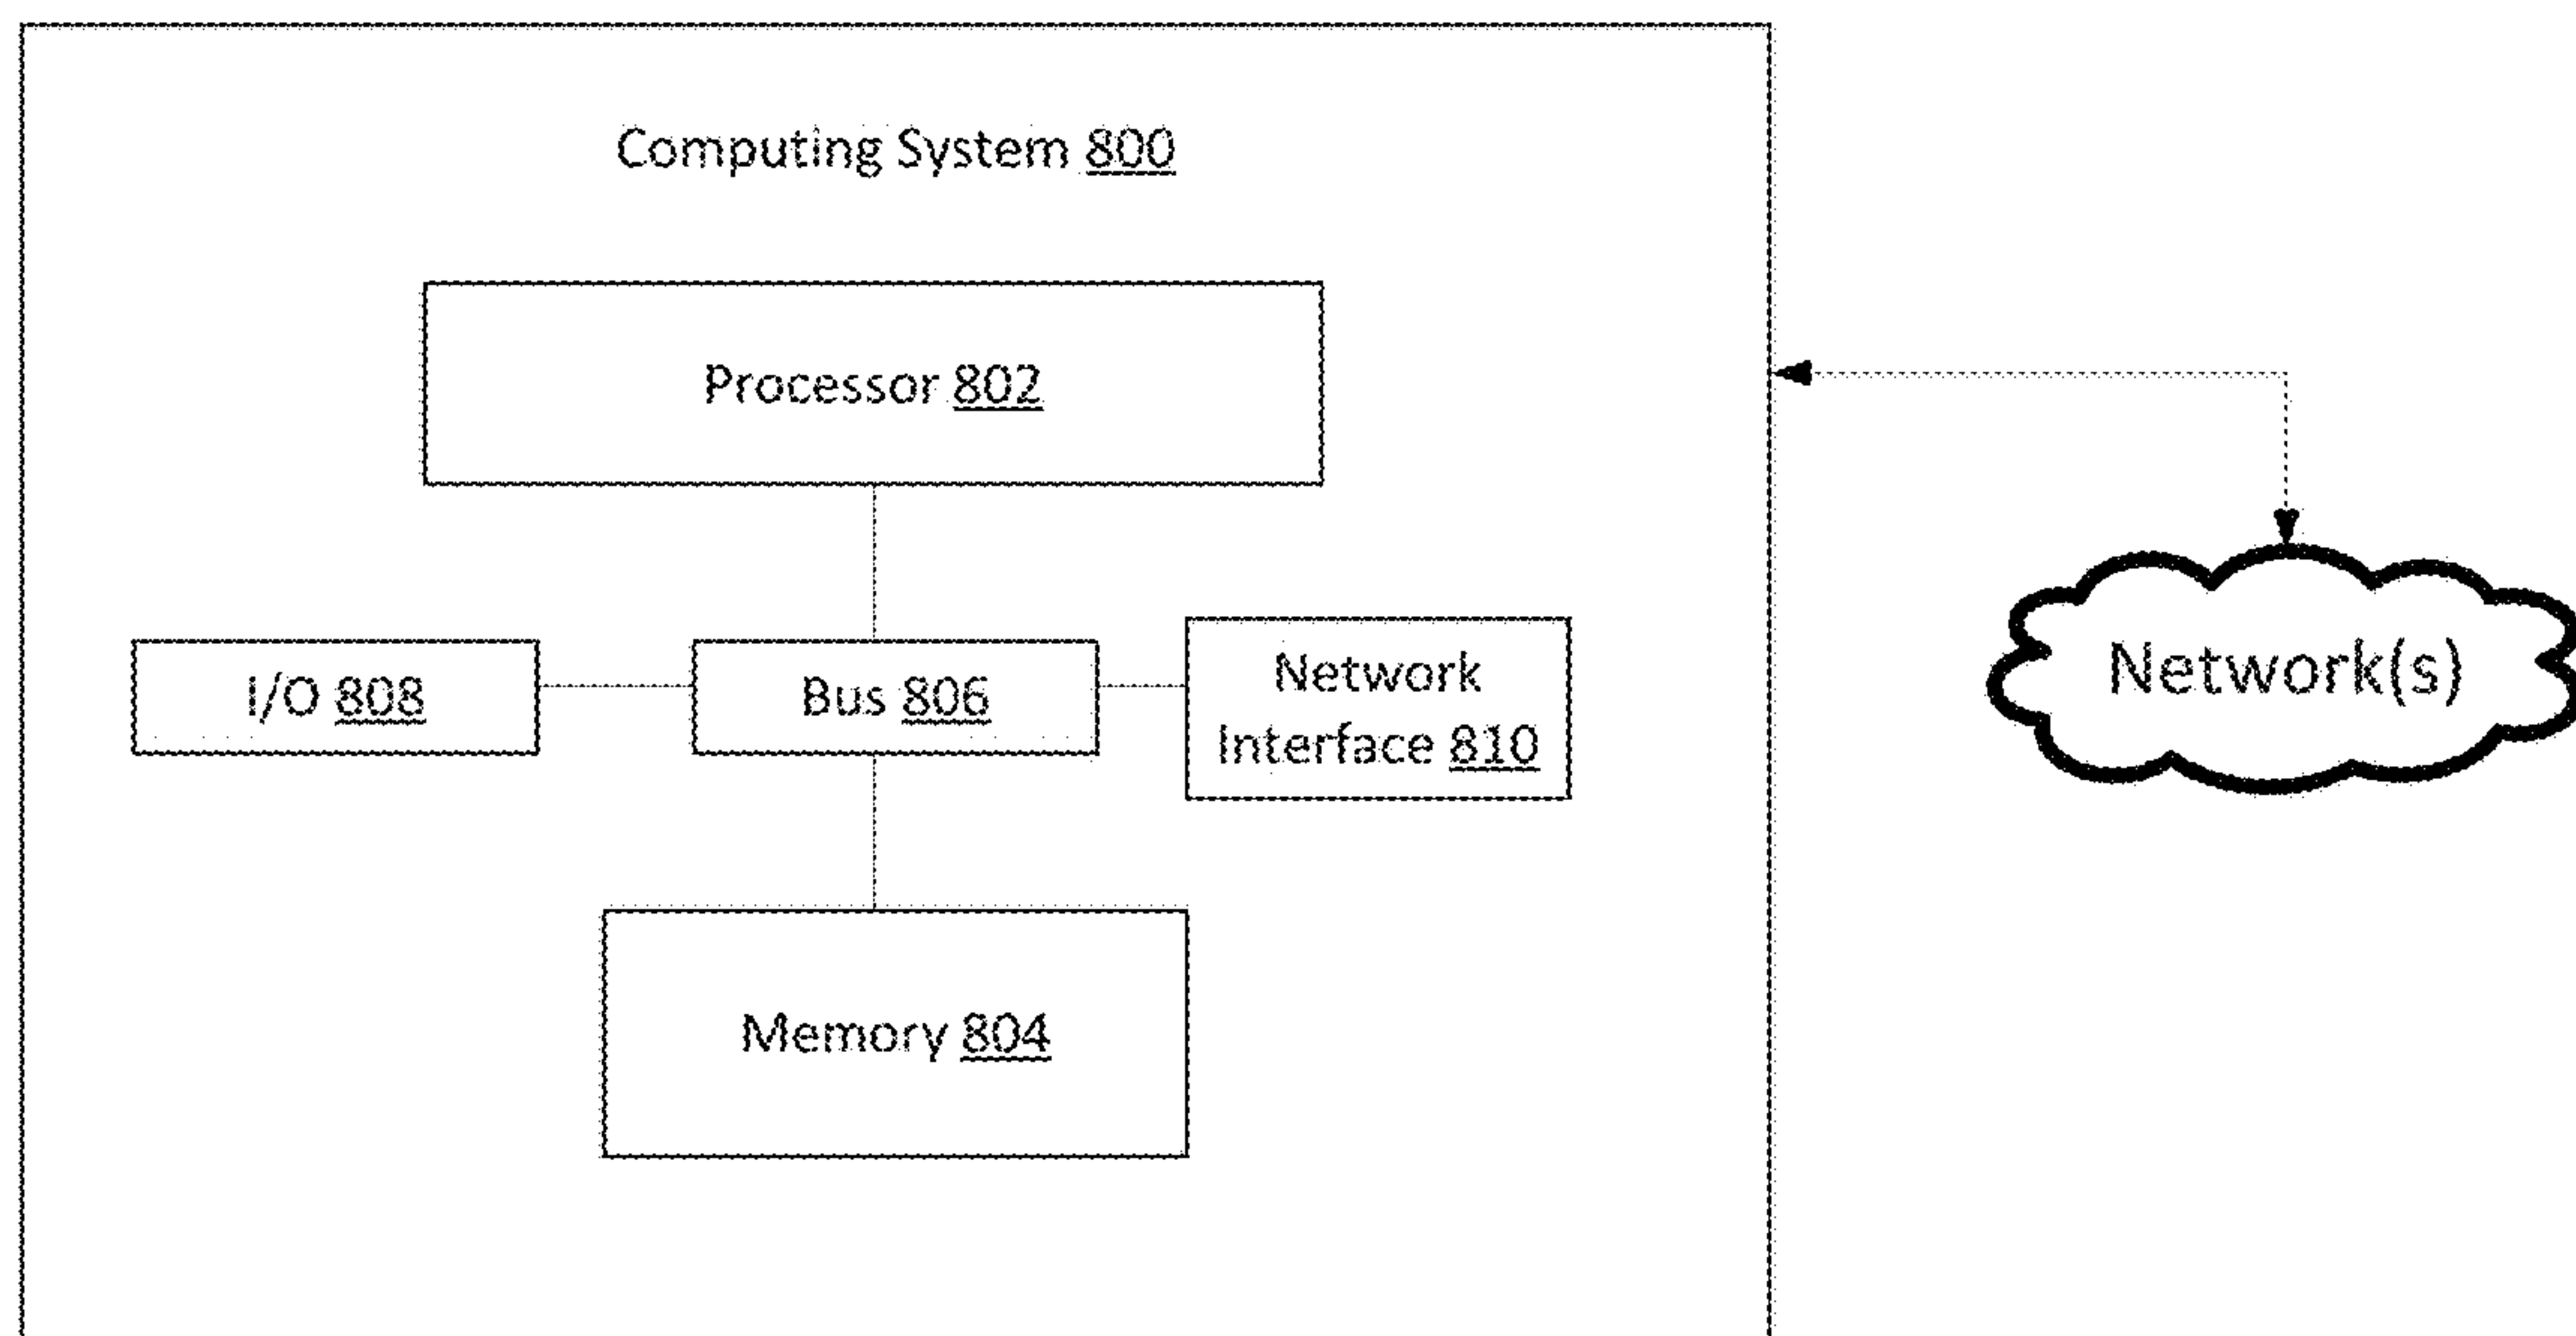 Computing System 800
Processor 802
I/O 808
Bus 806
Network
Interface 810
Network(s)
Memory 804